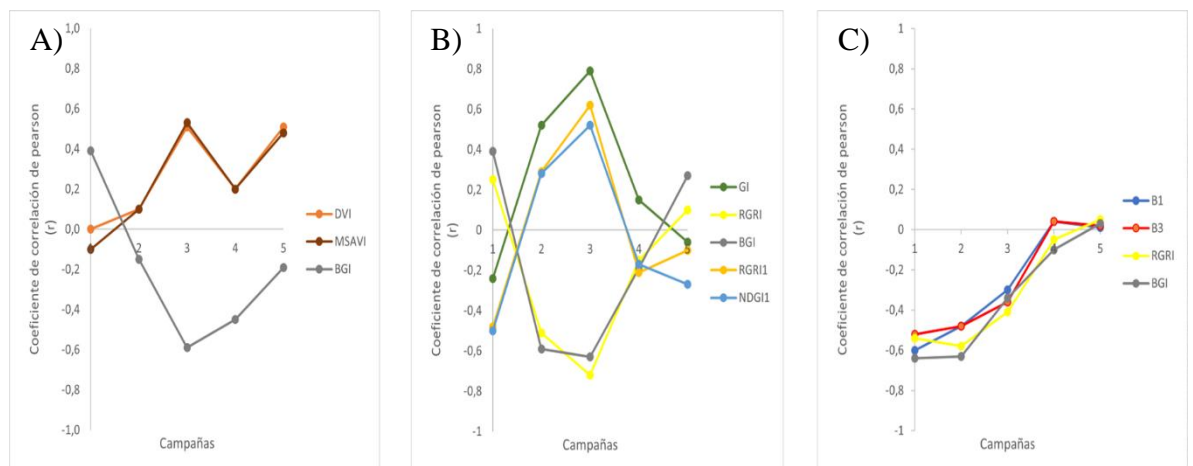 A)
Coeficiente de correlación de pearson
(r)
1,0
0,8
0,6
0,4
0,2
0,0
-0,2
-0,4
-0,6
-0,8
-1,0
1
2
3
4
5
Campañas
DVI
MSAVI
BGI
B)
Coeficiente de correlación de pearson
(r)
1
0,8
0,6
0,4
0,2
0
-0,2
-0,4
-0,6
-0,8
-1
1
2
3
4
5
Campañas
GI
RGRI
BGI
RGRI1
NDGI1
C)
Coeficiente de correlación de pearson
(r)
1
0,8
0,6
0,4
0,2
0
-0,2
-0,4
-0,6
-0,8
-1
1
2
3
4
5
Campañas
B1
B3
RGRI
BGI